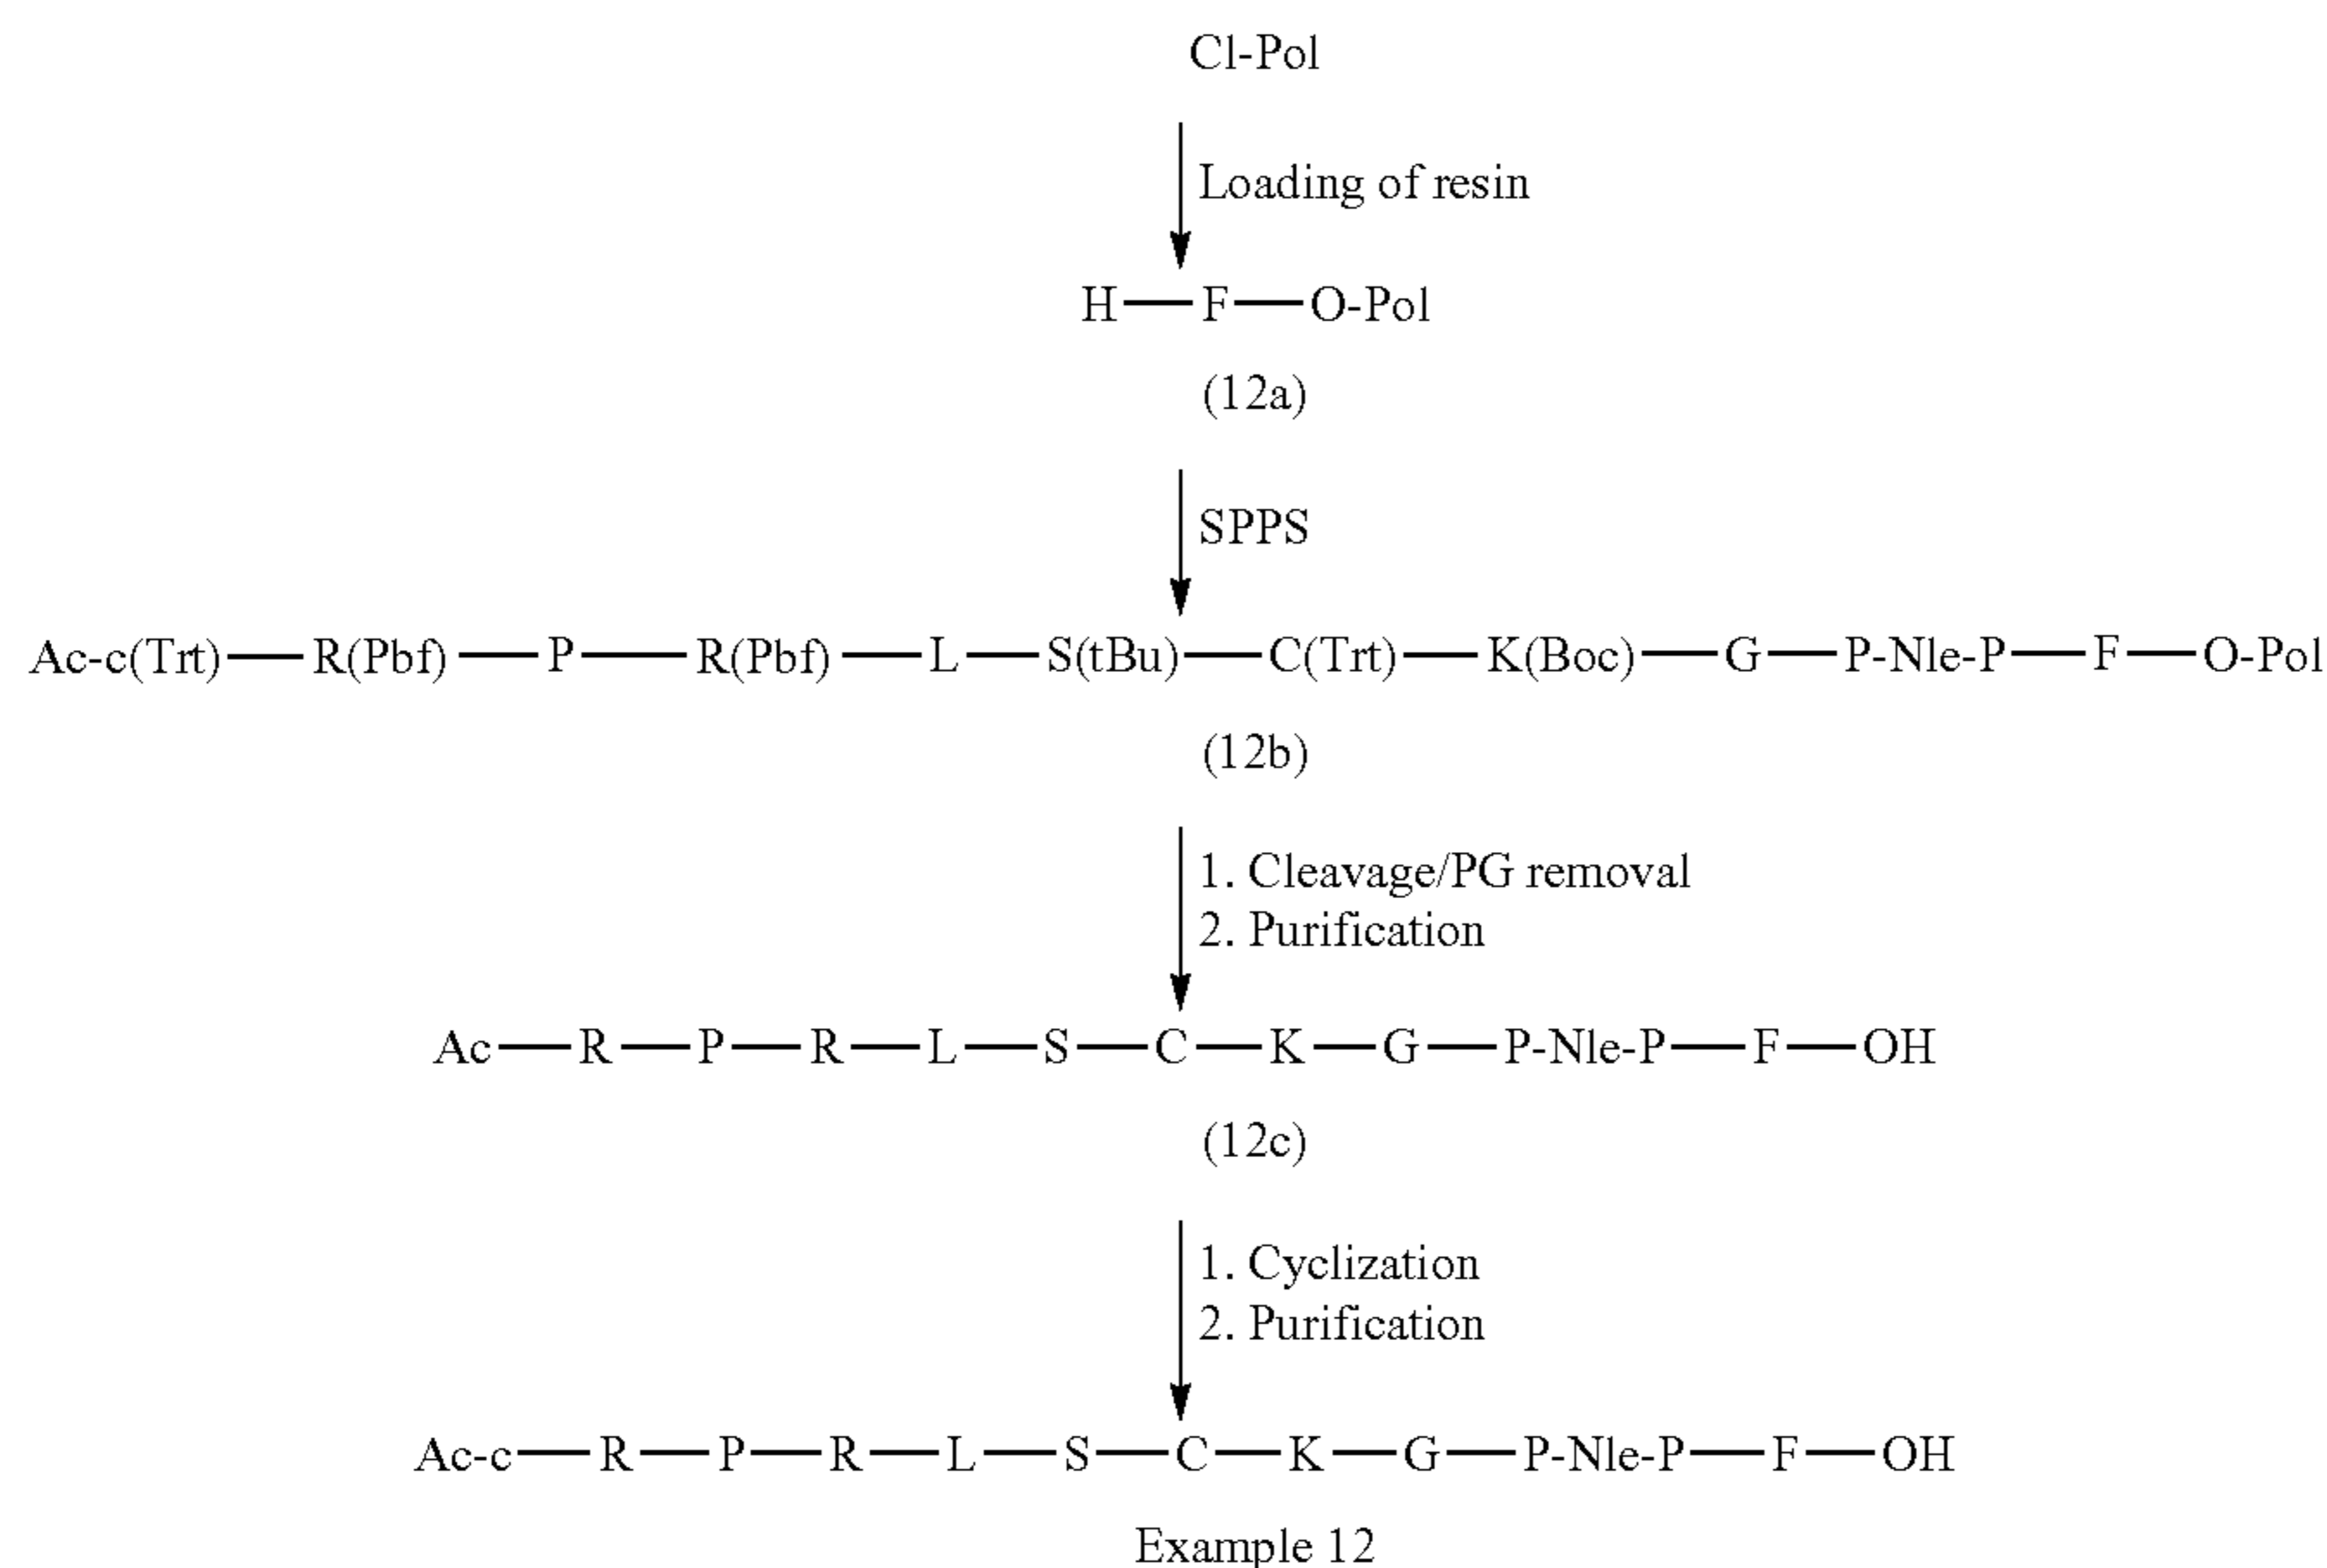 Cl-Pol
Loading of resin
H—F—O-Pol
(12a)
SPPS
Ac-c(Trt)—R(Pbf)—P—R(Pbf)—L—S(tBu)—C(Trt)—K(Boc)—G—P-Nle-P—F—O-Pol
(12b)
1. Cleavage/PG removal
2. Purification
Ac—R—P—R—L—S—C—K—G—P-Nle-P—F—OH
(12c)
1. Cyclization
2. Purification
Ac-c—R—P—R—L—S—C—K—G—P-Nle-P—F—OH
Example 12